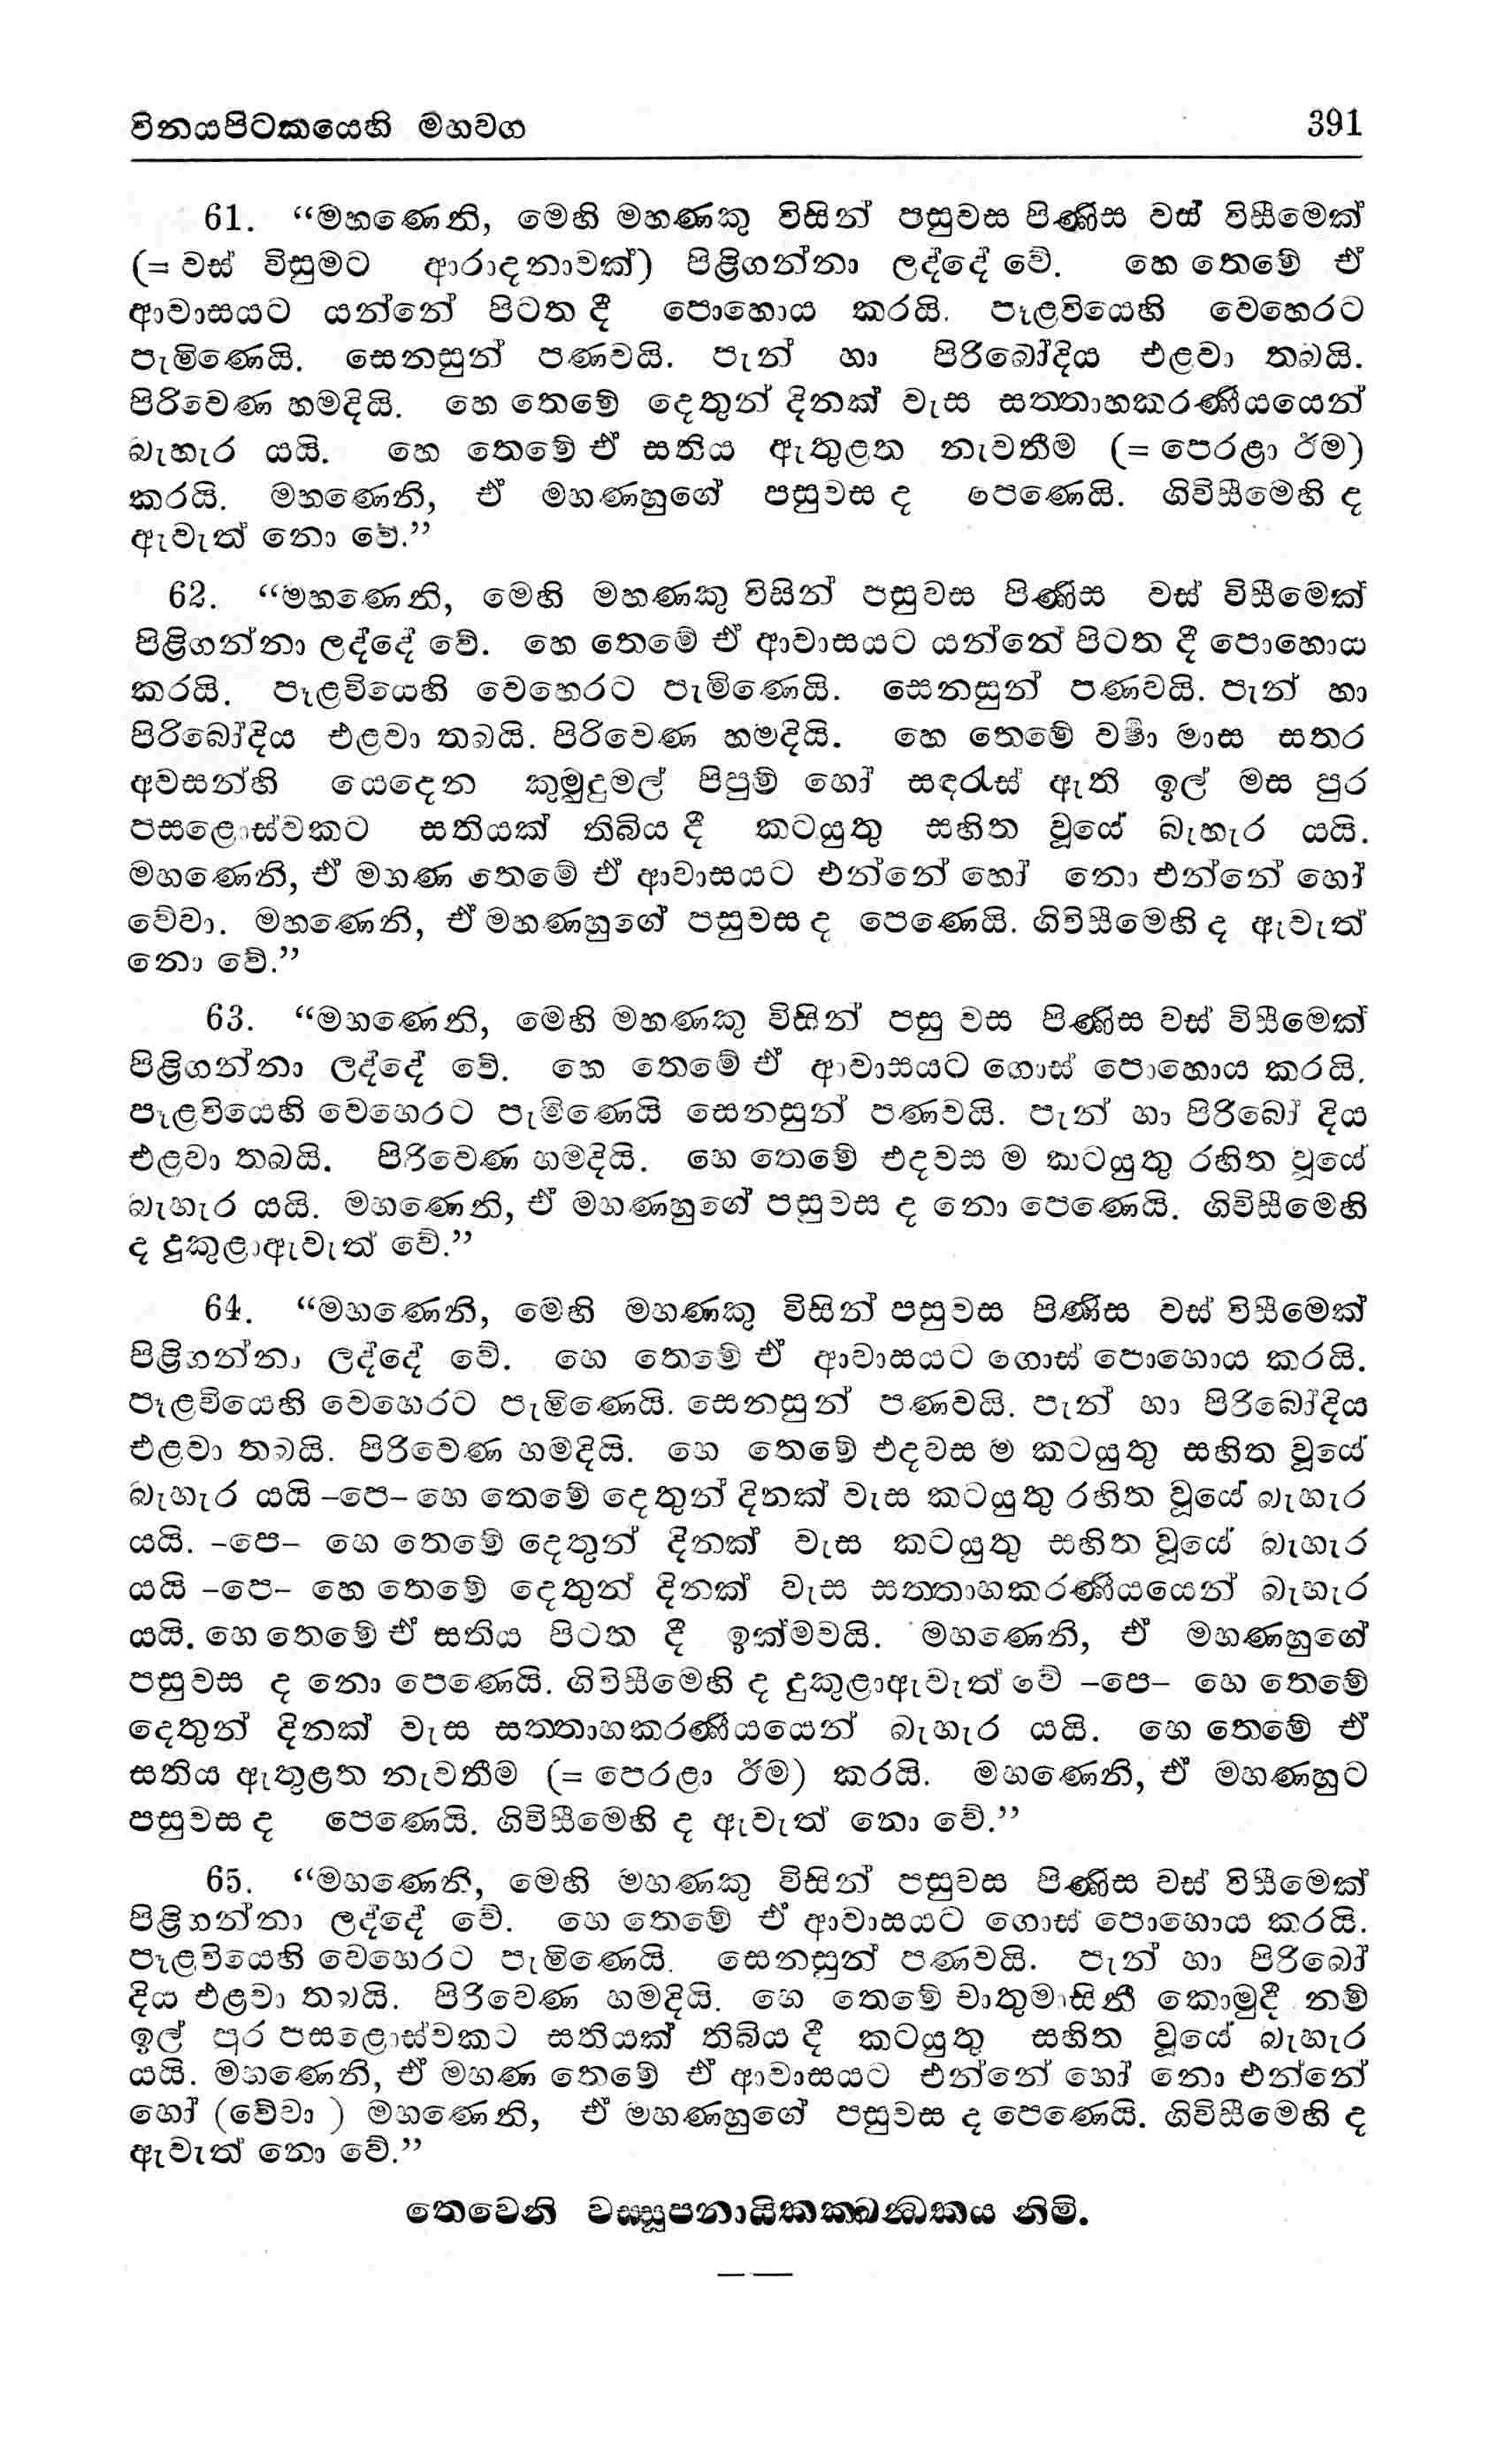 විනයපිටකයෙහි මහවග 391
61. “මහණෙනි, මෙහි මහණකු විසින් පසුවස පිණිස වස් විසීමෙක්
(= වස් විසුමට ආරාදනාවක්) පිළිගන්නා ලද්දේ වේ. හෙ තෙමේ ඒ
ආවාසයට යන්නේ පිටත දී පොහොය කරයි. පෑළවියෙහි වෙහෙරට
පැමිණෙයි. සෙනසුන් පණවයි. පැන් හා පිරිබෝදිය එළවා තබයි.
පිරිවෙණ හමදියි. හෙ තෙමේ දෙතුන් දිනක් වැස සත්තාහකරණීයයෙන්
බැහැර යයි. හෙ තෙමේ ඒ සතිය ඇතුළත නැවතීම (= පෙරළා ඊම)
කරයි. මහණෙනි, ඒ මහණහුගේ පසුවස ද පෙණෙයි. ගිවිසීමෙහි ද
ඇවැත් නො වේ.”
62. “මහණෙනි, මෙහි මහණකු විසින් පසුවස පිණිස වස් විසීමෙක්
පිළිගන්නා ලද්දේ වේ. හෙ තෙමේ ඒ ආවාසයට යන්නේ පිටත දී පොහොය
කරයි. පෑළවියෙහි වෙහෙරට පැමිණෙයි. සෙනසුන් පණවයි. පැන් හා
පිරිබෝදිය එළවා තබයි. පිරිවෙණ හමදියි. හෙ තෙමේ වර්‍ෂා මාස සතර
අවසන්හි යෙදෙන කුමුදුමල් පිපුම් හෝ සඳරැස් ඇති ඉල් මස පුර
පසළොස්වකට සතියක් තිබිය දී කටයුතු සහිත වූයේ බැහැර යයි.
මහණෙනි, ඒ මහණ තෙමේ ඒ ආවාසයට එන්නේ හෝ නො එන්නේ හෝ
වේවා. මහණෙනි, ඒ මහණහුගේ පසුවස ද පෙණෙයි. ගිවිසීමෙහි ද ඇවැත්
නො වේ.”
63. “මහණෙනි, මෙහි මහණකු විසින් පසු වස පිණිස වස් විසීමෙක්
පිළිගන්නා ලද්දේ වේ. හෙ තෙමේ ඒ ආවාසයට ගොස් පොහොය කරයි.
පෑළවියෙහි වෙහෙරට පැමිණෙයි සෙනසුන් පණවයි. පැන් හා පිරිබෝ දිය
එළවා තබයි. පිරිවෙණ හමදියි. හෙ තෙමේ එදවස ම කටයුතු රහිත වූයේ
බැහැර යයි. මහණෙනි, ඒ මහණහුගේ පසුවස ද නො පෙණෙයි. ගිවිසීමෙහි
ද දුකුළාඇවැත් වේ.”
64. “මහණෙනි, මෙහි මහණකු විසින් පසුවස පිණිස වස් විසීමෙක්
පිළිගන්නා ලද්දේ වේ. හෙ තෙමේ ඒ ආවාසයට ගොස් පොහොය කරයි.
පෑළවියෙහි වෙහෙරට පැමිණෙයි. සෙනසුන් පණවයි. පැන් හා පිරිබෝදිය
එළවා තබයි. පිරිවෙණ හමදියි. හෙ තෙමේ එදවස ම කටයුතු සහිත වූයේ
බැහැර යයි –පෙ– හෙ තෙමේ දෙතුන් දිනක් වැස කටයුතු රහිත වූයේ බැහැර
යයි. –පෙ– හෙ තෙමේ දෙතුන් දිනක් වැස කටයුතු සහිත වූයේ බැහැර
යයි –පෙ– හෙ තෙමේ දෙතුන් දිනක් වැස සත්තාහකරණීයයෙන් බැහැර
යයි. හෙ තෙමේ ඒ සතිය පිටත දී ඉක්මවයි. මහණෙනි, ඒ මහණහුගේ
පසුවස ද නො පෙණෙයි. ගිවිසීමෙහි ද දුකුළාඇවැත් වේ –පෙ– හෙ තෙමේ
දෙතුන් දිනක් වැස සත්තාහකරණීයයෙන් බැහැර යයි. හෙ තෙමේ ඒ
සතිය ඇතුළත නැවතීම (= පෙරළා ඊම) කරයි. මහණෙනි, ඒ මහණහුට
පසුවස ද පෙණෙයි. ගිවිසීමෙහි ද ඇවැත් නො වේ.”
65. “මහණෙනි, මෙහි මහණකු විසින් පසුවස පිණිස වස් විසීමෙක්
පිළිගන්නා ලද්දේ වේ. හෙ තෙමේ ඒ ආවාසයට ගොස් පොහොය කරයි.
පෑළවියෙහි වෙහෙරට පැමිණෙයි. සෙනසුන් පණවයි. පැන් හා පිරිබෝ
දිය එළවා තබයි. පිරිවෙණ හමදියි. හෙ තෙමේ චාතුමාසිනී කොමුදී නම්
ඉල් පුර පසළොස්වකට සතියක් තිබිය දී කටයුතු සහිත වූයේ බැහැර
යයි. මහණෙනි, ඒ මහණ තෙමේ ඒ ආවාසයට එන්නේ හෝ නො එන්නේ
හෝ (වේවා ) මහණෙනි, ඒ මහණහුගේ පසුවස ද පෙණෙයි. ගිවිසීමෙහි ද
ඇවැත් නො වේ.”
තෙවෙනි වස්සූපනායිකක්ඛන්ධකය නිමි.